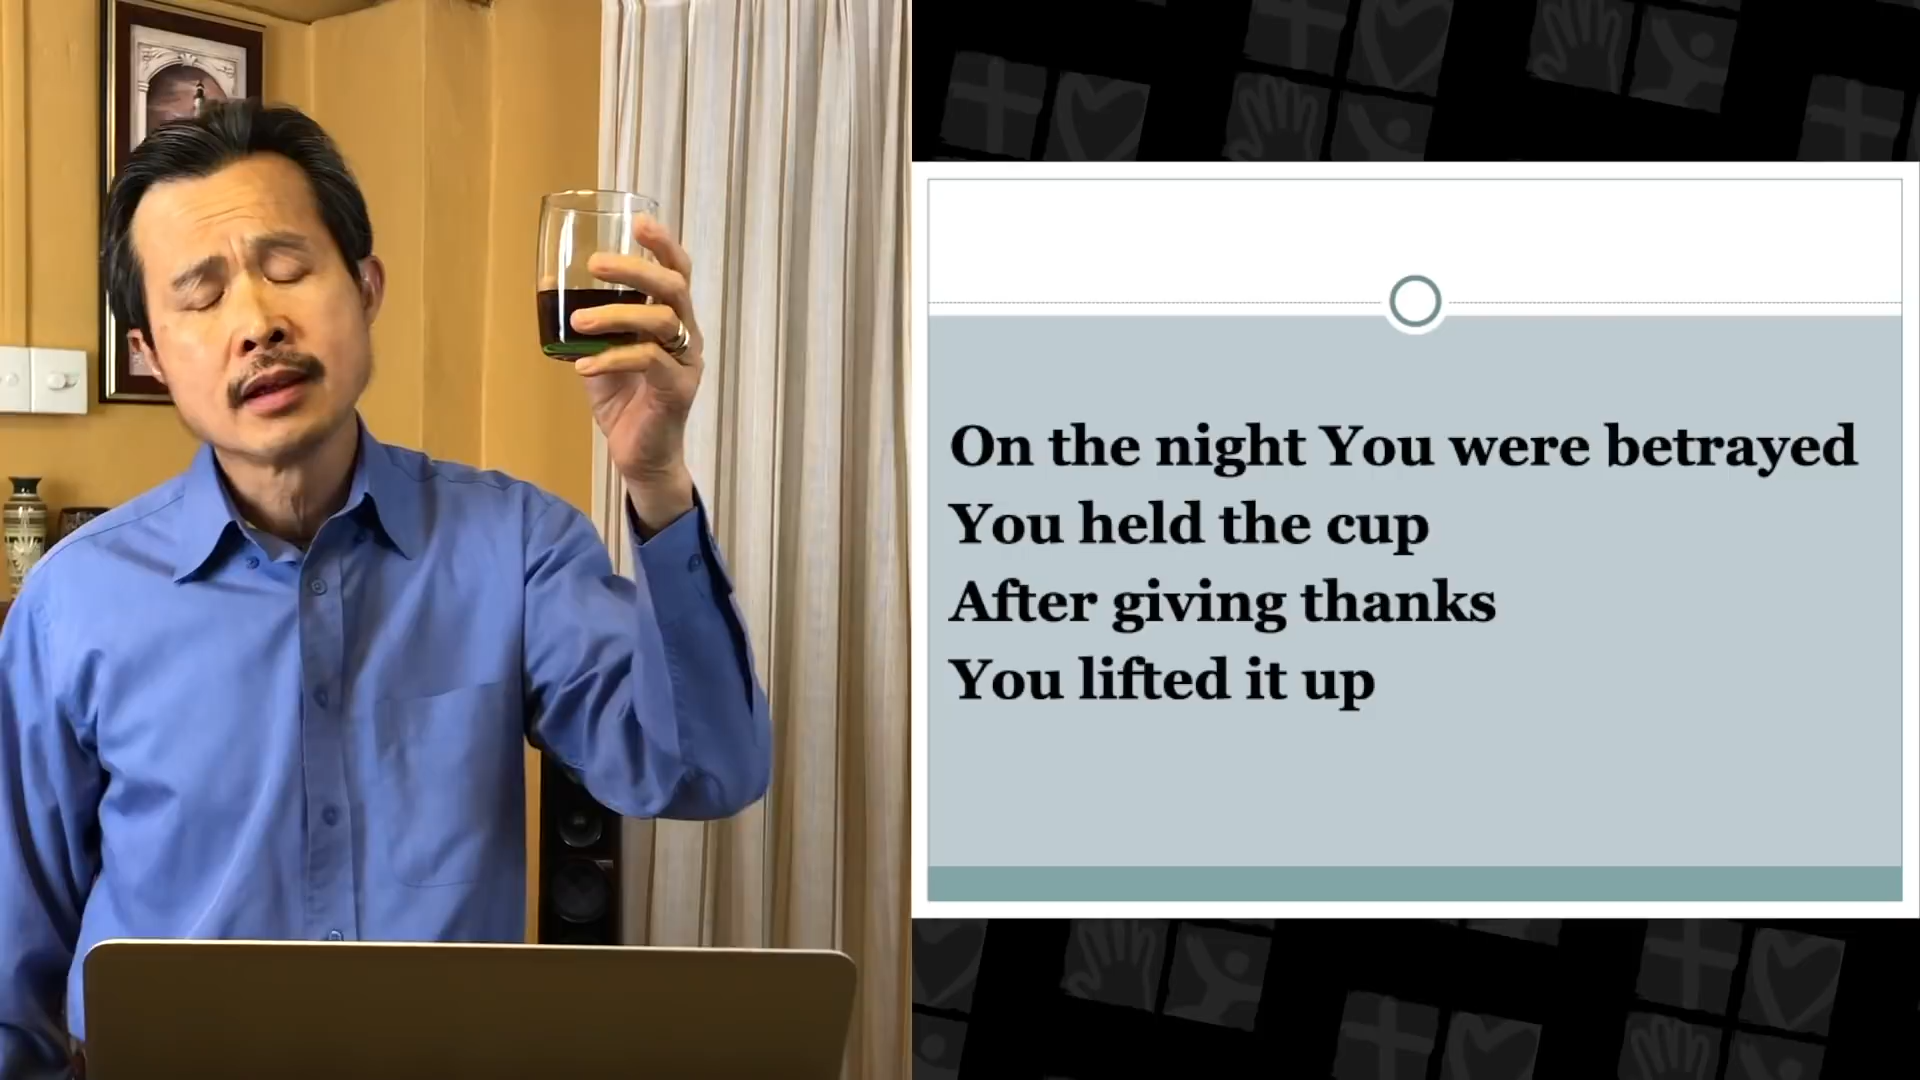 On the night You were betrayed
You held the cup
After giving thanks
You lifted it up